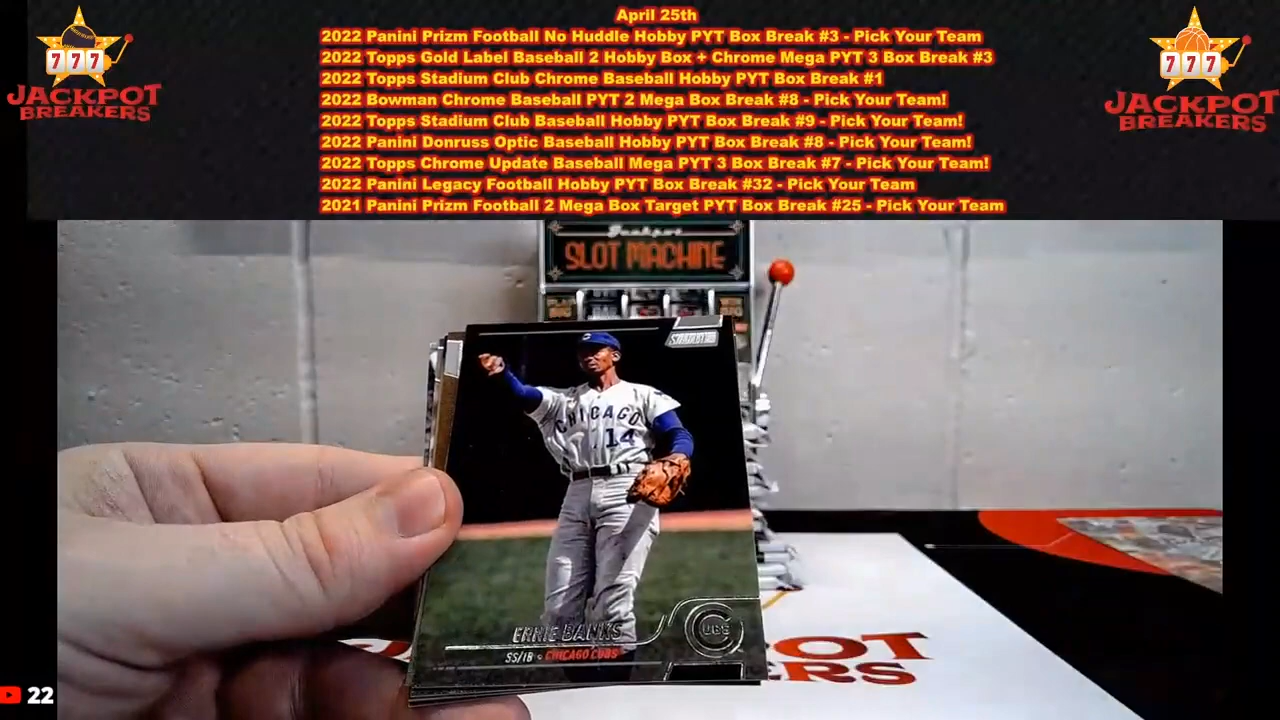 April 25th
2022 Panini Prizm Football No Huddle Hobby PYT Box Break #3 - Pick Your Team
2022 Topps Gold Label Baseball 2 Hobby Box + Chrome Mega PYT 3 Box Break #3
2022 Topps Stadium Club Chrome Baseball Hobby PYT Box Break #1
2022 Bowman Chrome Baseball PYT 2 Mega Box Break #8 - Pick Your Team!
2022 Topps Stadium Club Baseball Hobby PYT Box Break #9 - Pick Your Team!
2022 Panini Donruss Optic Baseball Hobby PYT Box Break #8 - Pick Your Team!
2022 Topps Chrome Update Baseball Mega PYT 3 Box Break #7 - Pick Your Team!
2022 Panini Legacy Football Hobby PYT Box Break #32 - Pick Your Team
2021 Panini Prizm Football 2 Mega Box Target PYT Box Break #25 - Pick Your Team
777
JACKPOT
BREAKERS
777
JACKPOT
BREAKERS
Jackpot
SLOT MACHINE
CHICAGO
14
ERNIE BANKS
SS/1B • CHICAGO CUBS
CUBS
OT
KERS
22